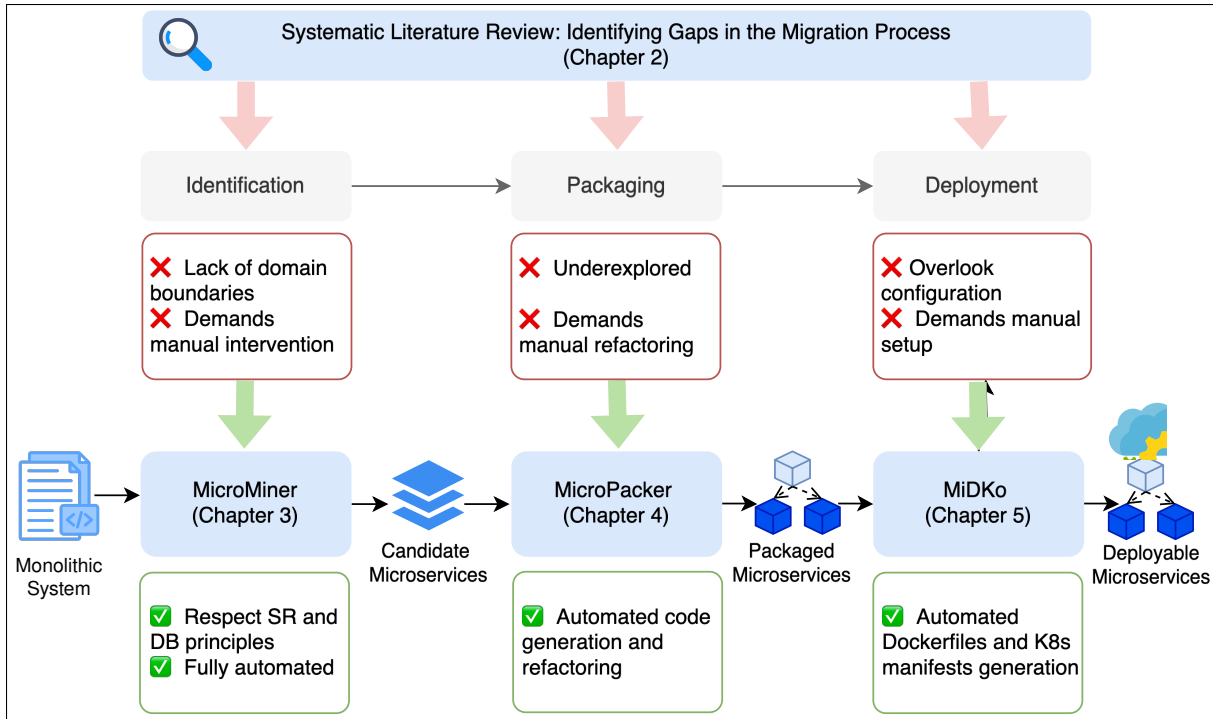 Systematic Literature Review: Identifying Gaps in the Migration Process
(Chapter 2)
Identification
Packaging
Deployment
❌ Lack of domain
boundaries
❌ Demands
manual intervention
❌ Underexplored
❌ Demands
manual refactoring
❌ Overlook
configuration
❌ Demands manual
setup
Monolithic
System
MicroMiner
(Chapter 3)
Candidate
Microservices
MicroPacker
(Chapter 4)
Packaged
Microservices
MiDKo
(Chapter 5)
Deployable
Microservices
✅ Respect SR and
DB principles
✅ Fully automated
✅ Automated code
generation and
refactoring
✅ Automated
Dockerfiles and K8s
manifests generation